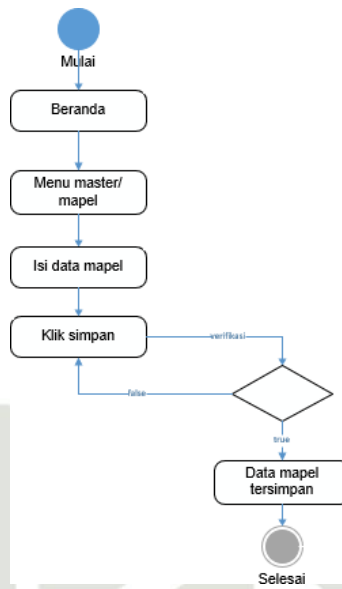 Mulai
Beranda
Menu master/
mapel
Isi data mapel
Klik simpan
verifikasi
false
true
Data mapel
tersimpan
Selesai